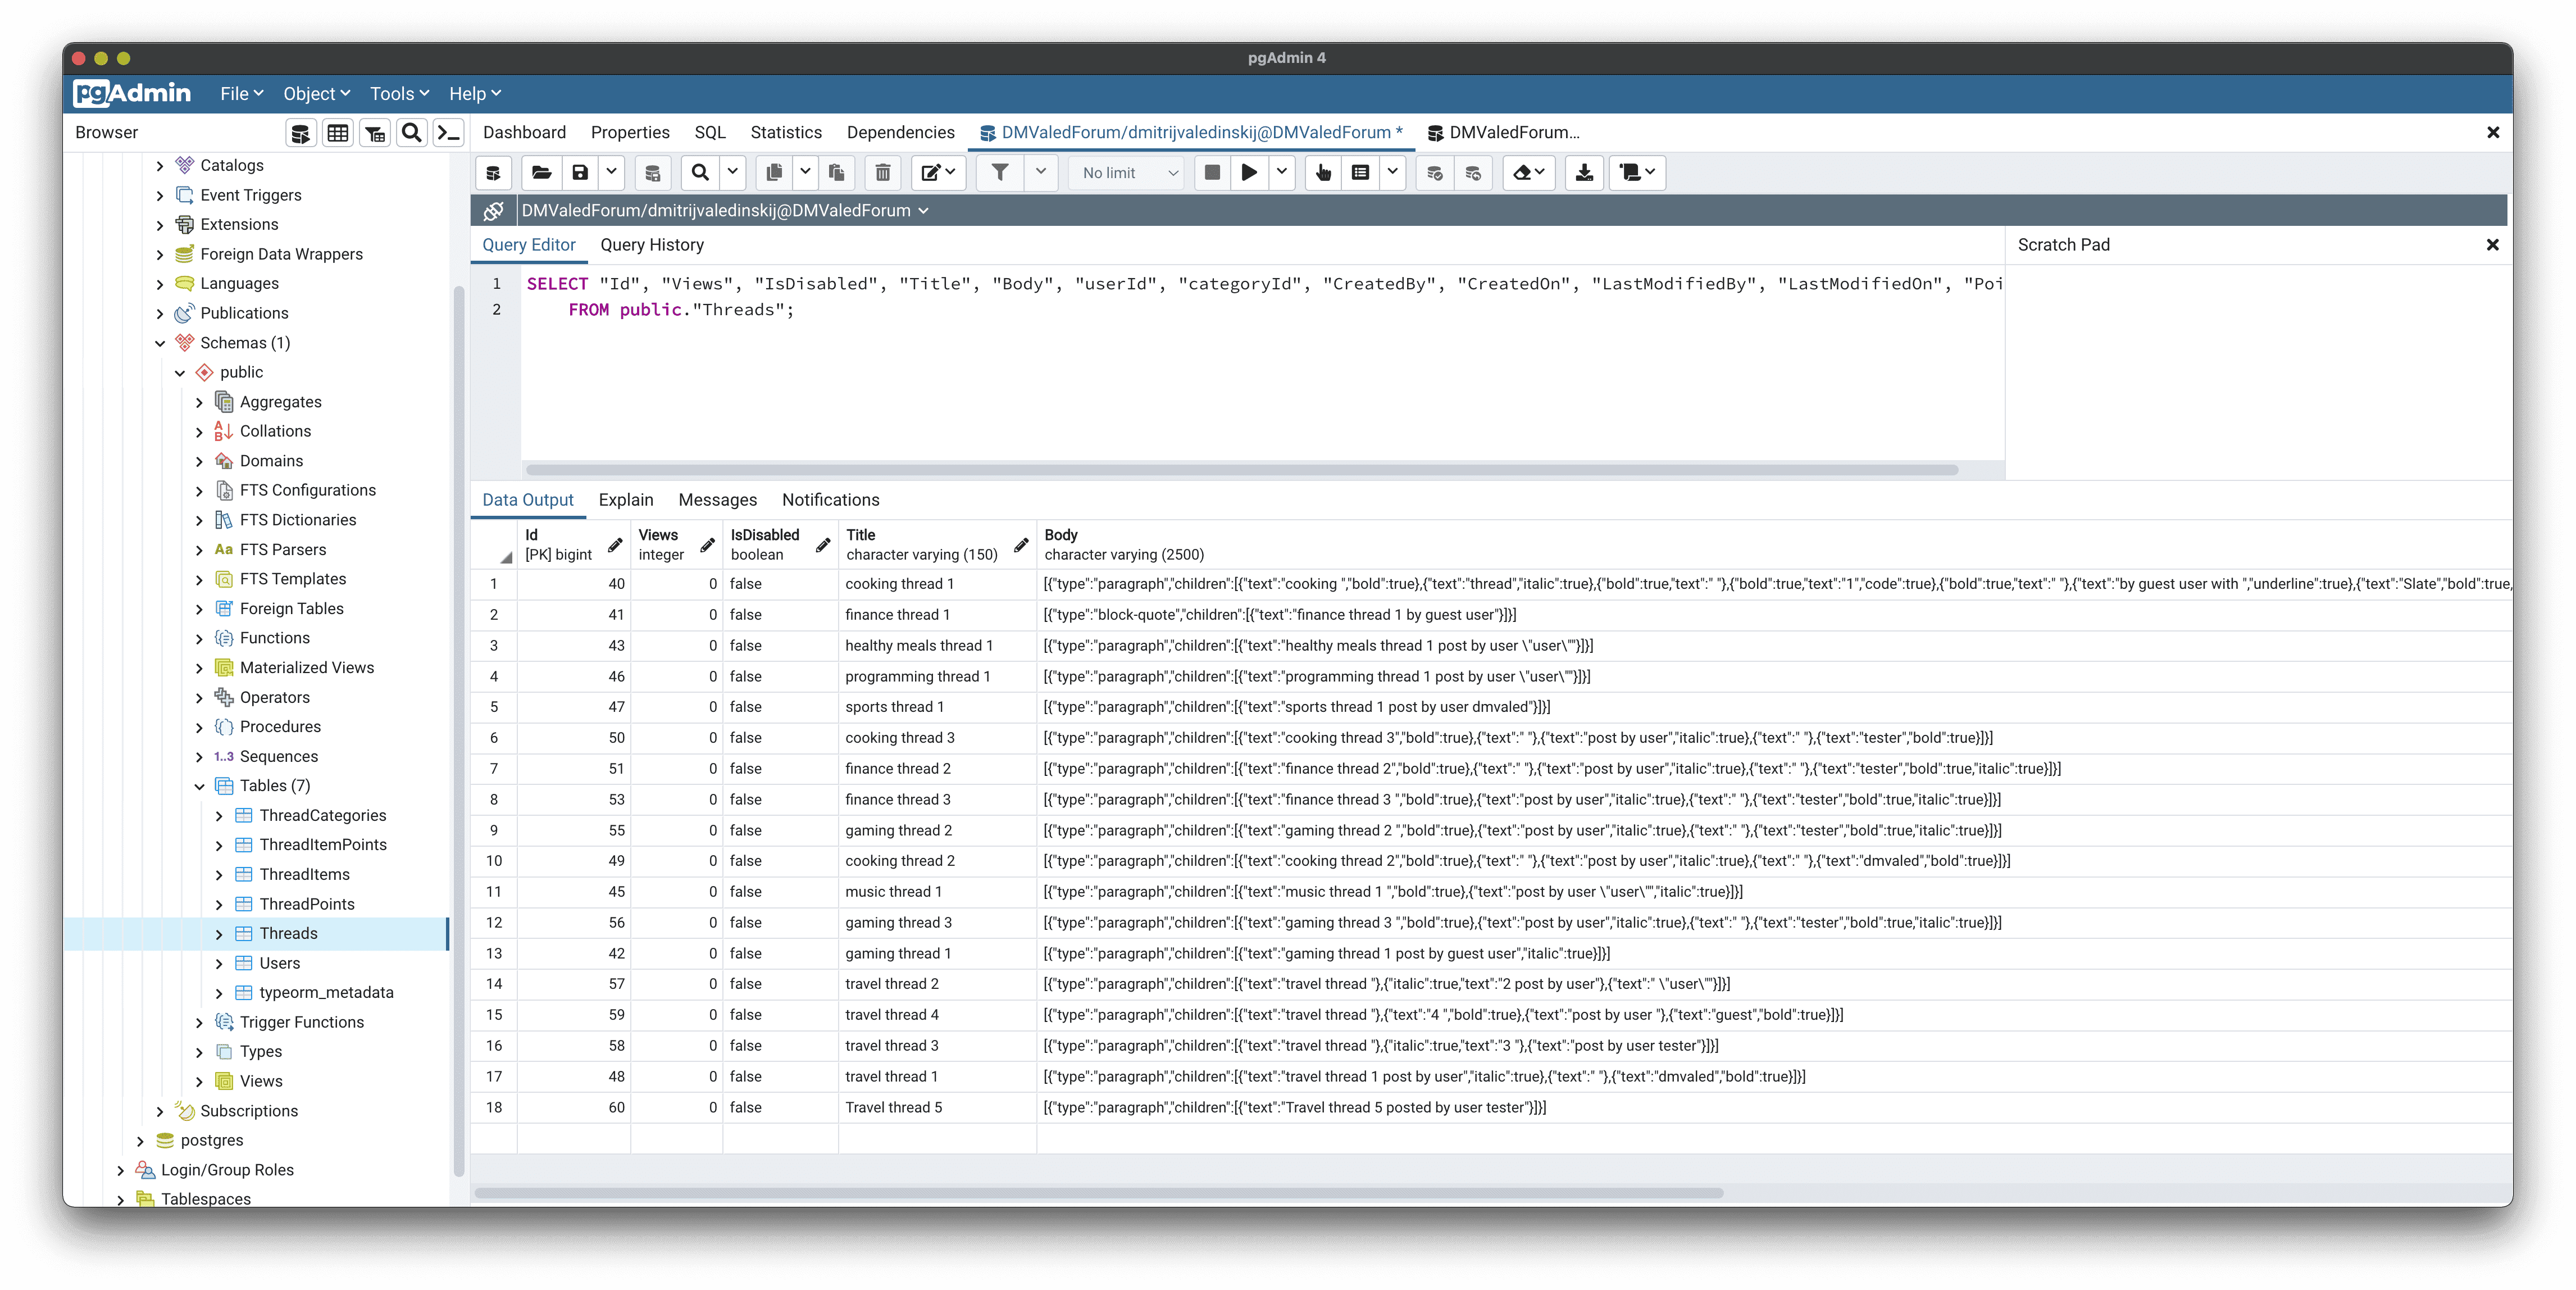 pgAdmin 4
pgAdmin File Object Tools Help
Browser
Dashboard Properties SQL Statistics Dependencies DMValedForum/dmitrijvaledinskij@DMValedForum * DMValedForum...
No limit
DMValedForum/dmitrijvaledinskij@DMValedForum
Query Editor Query History
Scratch Pad
1 SELECT "Id", "Views", "IsDisabled", "Title", "Body", "userId", "categoryId", "CreatedBy", "CreatedOn", "LastModifiedBy", "LastModifiedOn", "Poi
2 FROM public."Threads";
Catalogs
Event Triggers
Extensions
Foreign Data Wrappers
Languages
Publications
Schemas (1)
public
Aggregates
Collations
Domains
FTS Configurations
FTS Dictionaries
Aa FTS Parsers
FTS Templates
Foreign Tables
Functions
Materialized Views
Operators
Procedures
1..3 Sequences
Tables (7)
ThreadCategories
ThreadItemPoints
ThreadItems
ThreadPoints
Threads
Users
typeorm_metadata
Trigger Functions
Types
Views
Subscriptions
postgres
Login/Group Roles
Tablespaces
Data Output Explain Messages Notifications
Id Views IsDisabled Title Body
[PK] bigint integer boolean character varying (150) character varying (2500)
1 40 0 false cooking thread 1 [{"type":"paragraph","children":[{"text":"cooking ","bold":true},{"text":"thread","italic":true},{"bold":true,"text":" "},{"bold":true,"text":"1","code":true},{"bold":true,"text":" "},{"text":"by guest user with ","underline":true},{"text":"Slate","bold":true,
2 41 0 false finance thread 1 [{"type":"block-quote","children":[{"text":"finance thread 1 by guest user"}]}]
3 43 0 false healthy meals thread 1 [{"type":"paragraph","children":[{"text":"healthy meals thread 1 post by user \"user\""}]}]
4 46 0 false programming thread 1 [{"type":"paragraph","children":[{"text":"programming thread 1 post by user \"user\""}]}]
5 47 0 false sports thread 1 [{"type":"paragraph","children":[{"text":"sports thread 1 post by user dmvaled"}]}]
6 50 0 false cooking thread 3 [{"type":"paragraph","children":[{"text":"cooking thread 3","bold":true},{"text":" "},{"text":"post by user","italic":true},{"text":" "},{"text":"tester","bold":true}]}]
7 51 0 false finance thread 2 [{"type":"paragraph","children":[{"text":"finance thread 2","bold":true},{"text":" "},{"text":"post by user","italic":true},{"text":" "},{"text":"tester","bold":true,"italic":true}]}]
8 53 0 false finance thread 3 [{"type":"paragraph","children":[{"text":"finance thread 3 ","bold":true},{"text":"post by user","italic":true},{"text":" "},{"text":"tester","bold":true,"italic":true}]}]
9 55 0 false gaming thread 2 [{"type":"paragraph","children":[{"text":"gaming thread 2 ","bold":true},{"text":"post by user","italic":true},{"text":" "},{"text":"tester","bold":true,"italic":true}]}]
10 49 0 false cooking thread 2 [{"type":"paragraph","children":[{"text":"cooking thread 2","bold":true},{"text":" "},{"text":"post by user","italic":true},{"text":" "},{"text":"dmvaled","bold":true}]}]
11 45 0 false music thread 1 [{"type":"paragraph","children":[{"text":"music thread 1 ","bold":true},{"text":"post by user \"user\"","italic":true}]}]
12 56 0 false gaming thread 3 [{"type":"paragraph","children":[{"text":"gaming thread 3 ","bold":true},{"text":"post by user","italic":true},{"text":" "},{"text":"tester","bold":true,"italic":true}]}]
13 42 0 false gaming thread 1 [{"type":"paragraph","children":[{"text":"gaming thread 1 post by guest user","italic":true}]}]
14 57 0 false travel thread 2 [{"type":"paragraph","children":[{"text":"travel thread "},{"italic":true,"text":"2 post by user"},{"text":" \"user\""}]}]
15 59 0 false travel thread 4 [{"type":"paragraph","children":[{"text":"travel thread "},{"text":"4 ","bold":true},{"text":"post by user "},{"text":"guest","bold":true}]}]
16 58 0 false travel thread 3 [{"type":"paragraph","children":[{"text":"travel thread "},{"italic":true,"text":"3 "},{"text":"post by user tester"}]}]
17 48 0 false travel thread 1 [{"type":"paragraph","children":[{"text":"travel thread 1 post by user","italic":true},{"text":" "},{"text":"dmvaled","bold":true}]}]
18 60 0 false Travel thread 5 [{"type":"paragraph","children":[{"text":"Travel thread 5 posted by user tester"}]}]